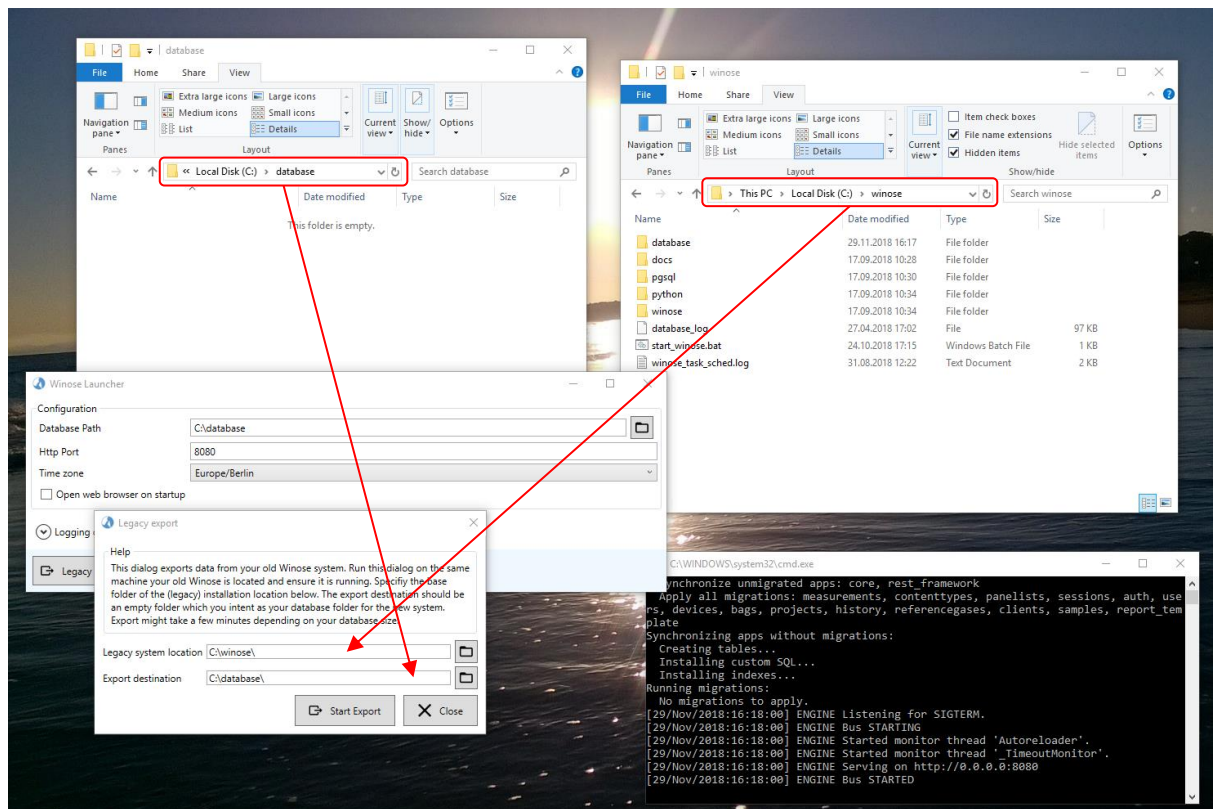 database
File Home Share View
Extra large icons Large icons
Medium icons Small icons
List Details
Navigation pane
Current view
Show/hide
Options
Panes Layout
« Local Disk (C:) › database
Search database
Name Date modified Type Size
This folder is empty.
winose
File Home Share View
Extra large icons Large icons
Medium icons Small icons
List Details
Navigation pane
Current view
Item check boxes
File name extensions
Hidden items
Hide selected items
Options
Panes Layout Show/hide
› This PC › Local Disk (C:) › winose
Search winose
Name Date modified Type Size
database 29.11.2018 16:17 File folder
docs 17.09.2018 10:28 File folder
pgsql 17.09.2018 10:30 File folder
python 17.09.2018 10:34 File folder
winose 17.09.2018 10:34 File folder
database_log 27.04.2018 17:02 File 97 KB
start_winose.bat 24.10.2018 17:15 Windows Batch File 1 KB
winose_task_sched.log 31.08.2018 12:22 Text Document 2 KB
Winose Launcher
Configuration
Database Path C:\database
Http Port 8080
Time zone Europe/Berlin
Open web browser on startup
Logging
Legacy
Legacy export
Help
This dialog exports data from your old Winose system. Run this dialog on the same
machine your old Winose is located and ensure it is running. Specifiy the base
folder of the (legacy) installation location below. The export destination should be
an empty folder which you intent as your database folder for the new system.
Export might take a few minutes depending on your database size.
Legacy system location C:\winose\
Export destination C:\database\
Start Export Close
C:\WINDOWS\system32\cmd.exe
Synchronize unmigrated apps: core, rest_framework
Apply all migrations: measurements, contenttypes, panelists, sessions, auth, use
rs, devices, bags, projects, history, referencegases, clients, samples, report_tem
plate
Synchronizing apps without migrations:
Creating tables...
Installing custom SQL...
Installing indexes...
Running migrations:
No migrations to apply.
[29/Nov/2018:16:18:00] ENGINE Listening for SIGTERM.
[29/Nov/2018:16:18:00] ENGINE Bus STARTING
[29/Nov/2018:16:18:00] ENGINE Started monitor thread 'Autoreloader'.
[29/Nov/2018:16:18:00] ENGINE Started monitor thread '_TimeoutMonitor'.
[29/Nov/2018:16:18:00] ENGINE Serving on http://0.0.0.0:8080
[29/Nov/2018:16:18:00] ENGINE Bus STARTED